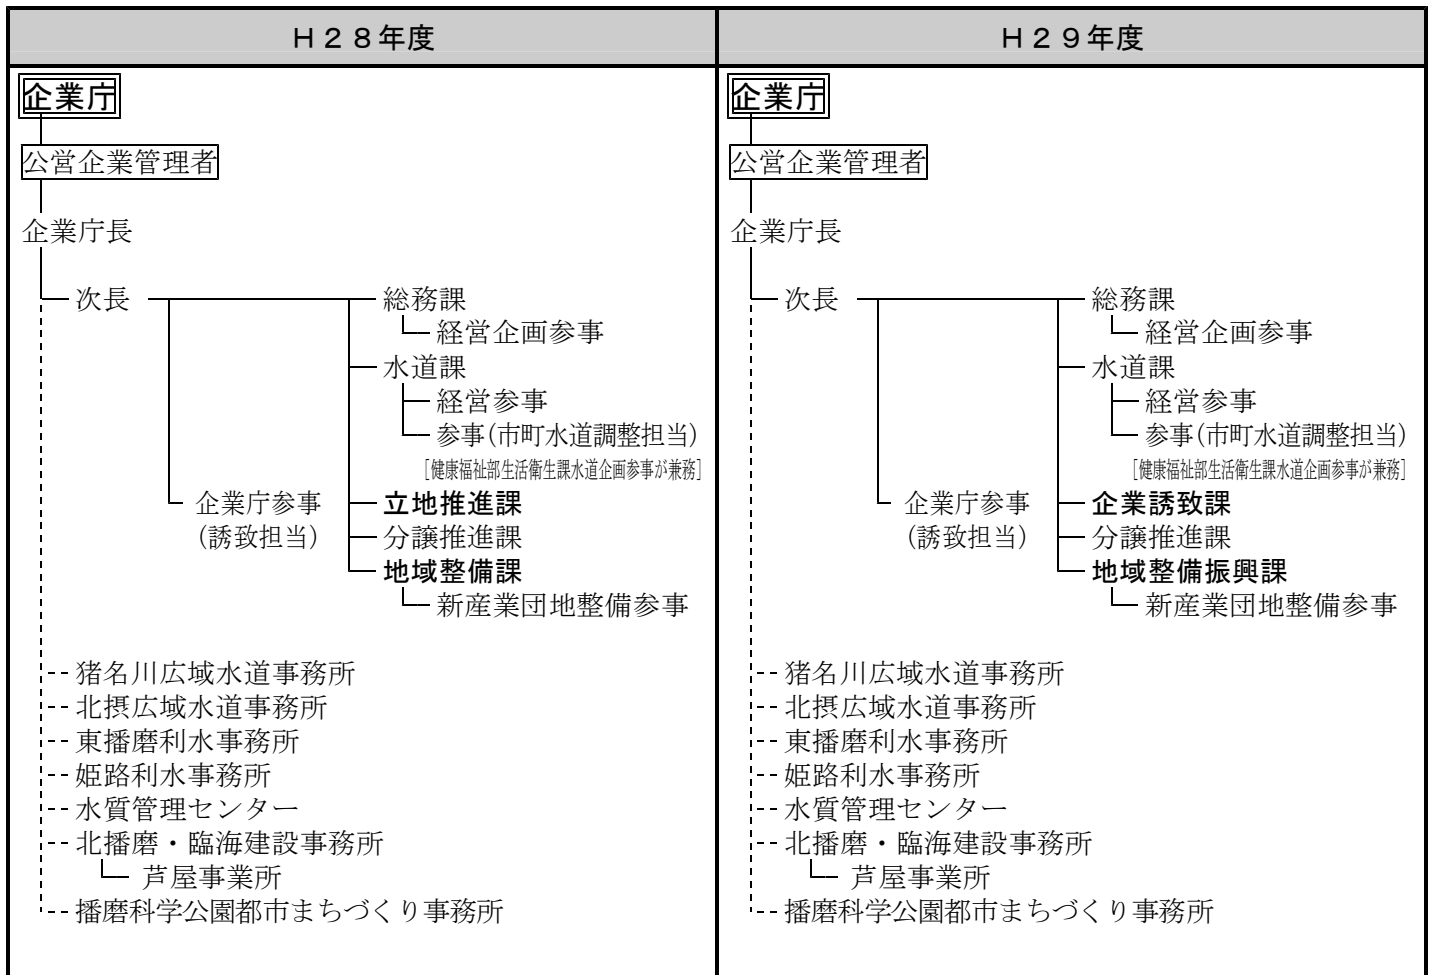 Ｈ２８年度
企業庁
公営企業管理者
企業庁長
次長
総務課
経営企画参事
水道課
経営参事
参事（市町水道調整担当）
［健康福祉部生活衛生課水道企画参事が兼務］
企業庁参事
（誘致担当）
立地推進課
分譲推進課
地域整備課
新産業団地整備参事
猪名川広域水道事務所
北摂広域水道事務所
東播磨利水事務所
姫路利水事務所
水質管理センター
北播磨・臨海建設事務所
芦屋事業所
播磨科学公園都市まちづくり事務所
Ｈ２９年度
企業庁
公営企業管理者
企業庁長
次長
総務課
経営企画参事
水道課
経営参事
参事（市町水道調整担当）
［健康福祉部生活衛生課水道企画参事が兼務］
企業庁参事
（誘致担当）
企業誘致課
分譲推進課
地域整備振興課
新産業団地整備参事
猪名川広域水道事務所
北摂広域水道事務所
東播磨利水事務所
姫路利水事務所
水質管理センター
北播磨・臨海建設事務所
芦屋事業所
播磨科学公園都市まちづくり事務所